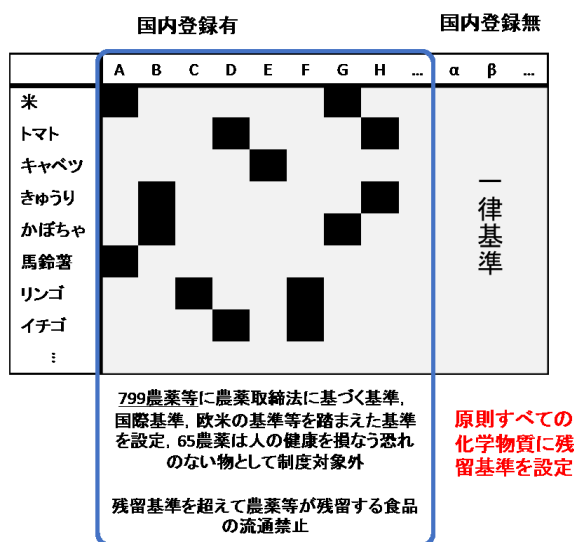 国内登録有
国内登録無
A B C D E F G H ... α β ...
米
トマト
キャベツ
きゅうり
かぼちゃ
馬鈴薯
リンゴ
イチゴ
⋮
一律基準
799農薬等に農薬取締法に基づく基準,
国際基準, 欧米の基準等を踏まえた基準
を設定, 65農薬は人の健康を損なう恐れ
のない物として制度対象外
残留基準を超えて農薬等が残留する食品
の流通禁止
原則すべての
化学物質に残
留基準を設定